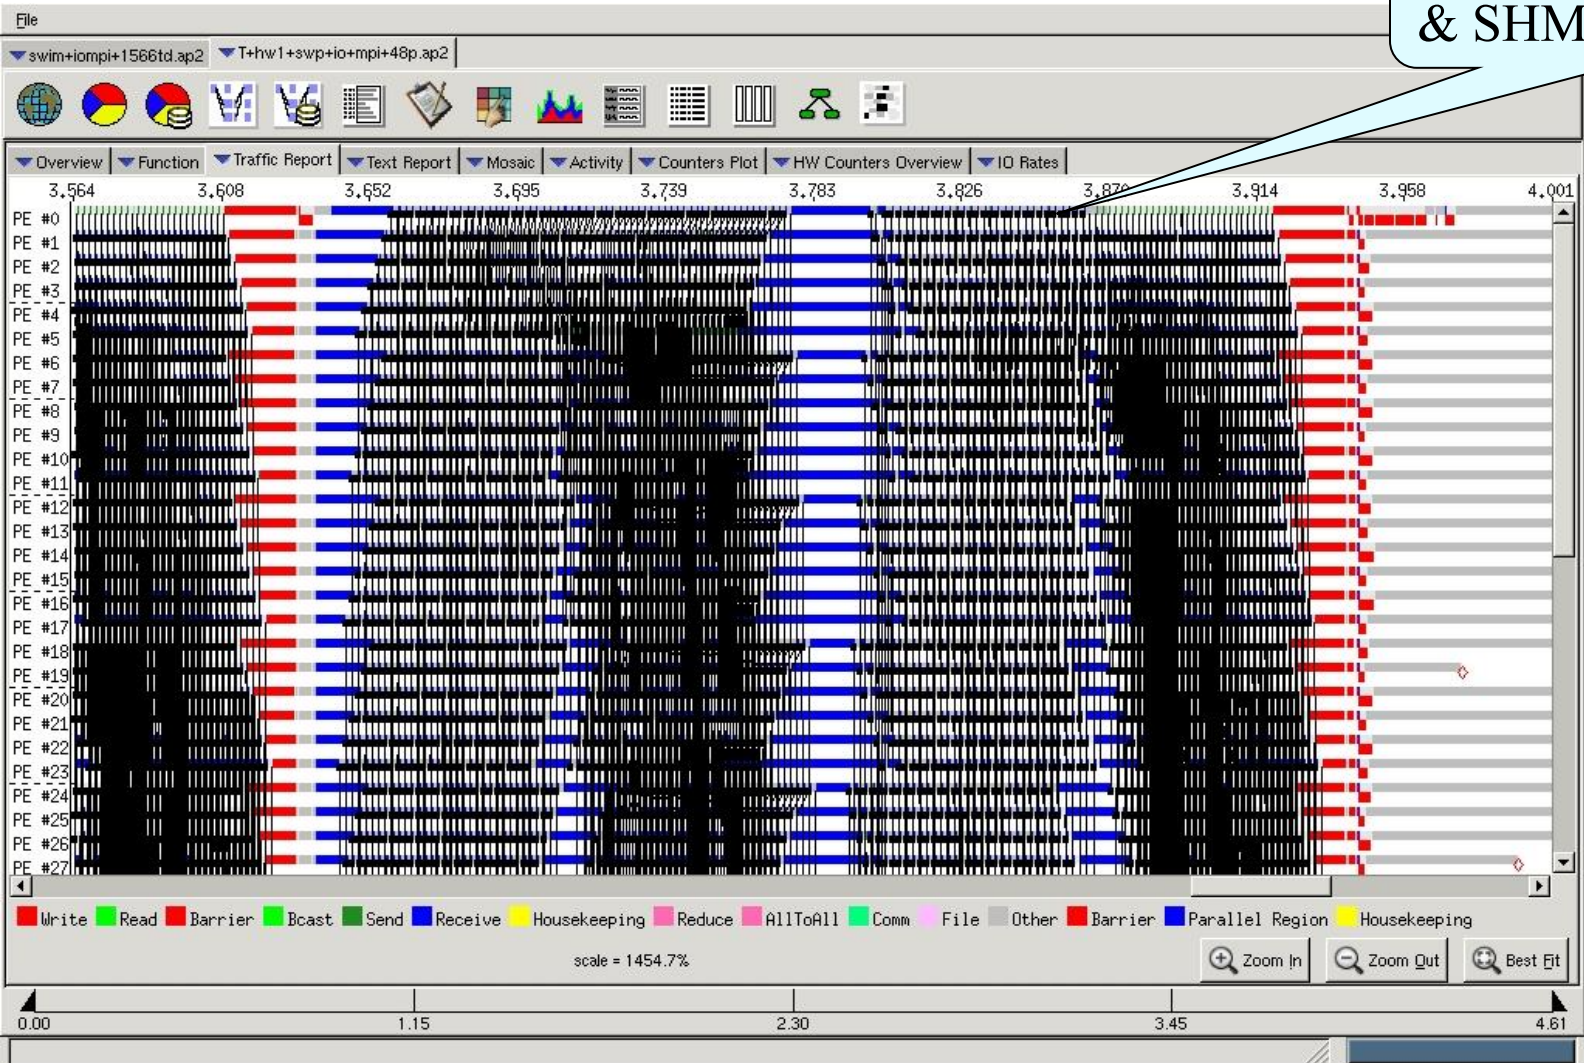 & SHM
File
swim+iompi+1566td.ap2 T+hw1+swp+io+mpi+48p.ap2
Overview Function Traffic Report Text Report Mosaic Activity Counters Plot HW Counters Overview IO Rates
3.564 3.608 3.652 3.695 3.739 3.783 3.826 3.870 3.914 3.958 4.001
PE #0
PE #1
PE #2
PE #3
PE #4
PE #5
PE #6
PE #7
PE #8
PE #9
PE #10
PE #11
PE #12
PE #13
PE #14
PE #15
PE #16
PE #17
PE #18
PE #19
PE #20
PE #21
PE #22
PE #23
PE #24
PE #25
PE #26
PE #27
Write Read Barrier Bcast Send Receive Housekeeping Reduce AllToAll Comm File Other Barrier Parallel Region Housekeeping
scale = 1454.7% Zoom In Zoom Out Best Fit
0.00 1.15 2.30 3.45 4.61